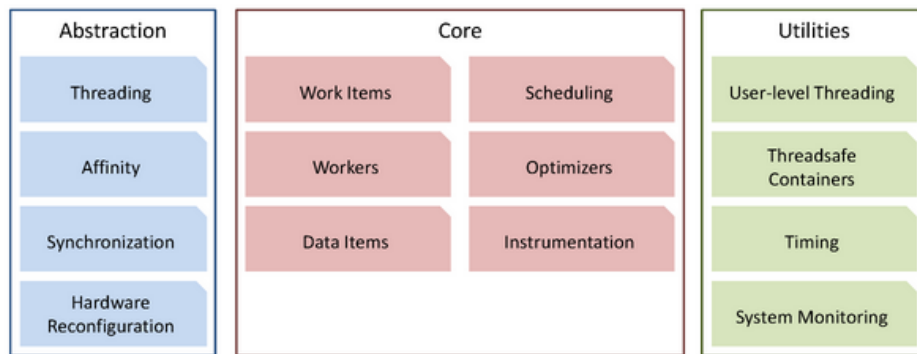 Abstraction
Threading
Affinity
Synchronization
Hardware
Reconfiguration
Core
Work Items
Scheduling
Workers
Optimizers
Data Items
Instrumentation
Utilities
User-level Threading
Threadsafe
Containers
Timing
System Monitoring